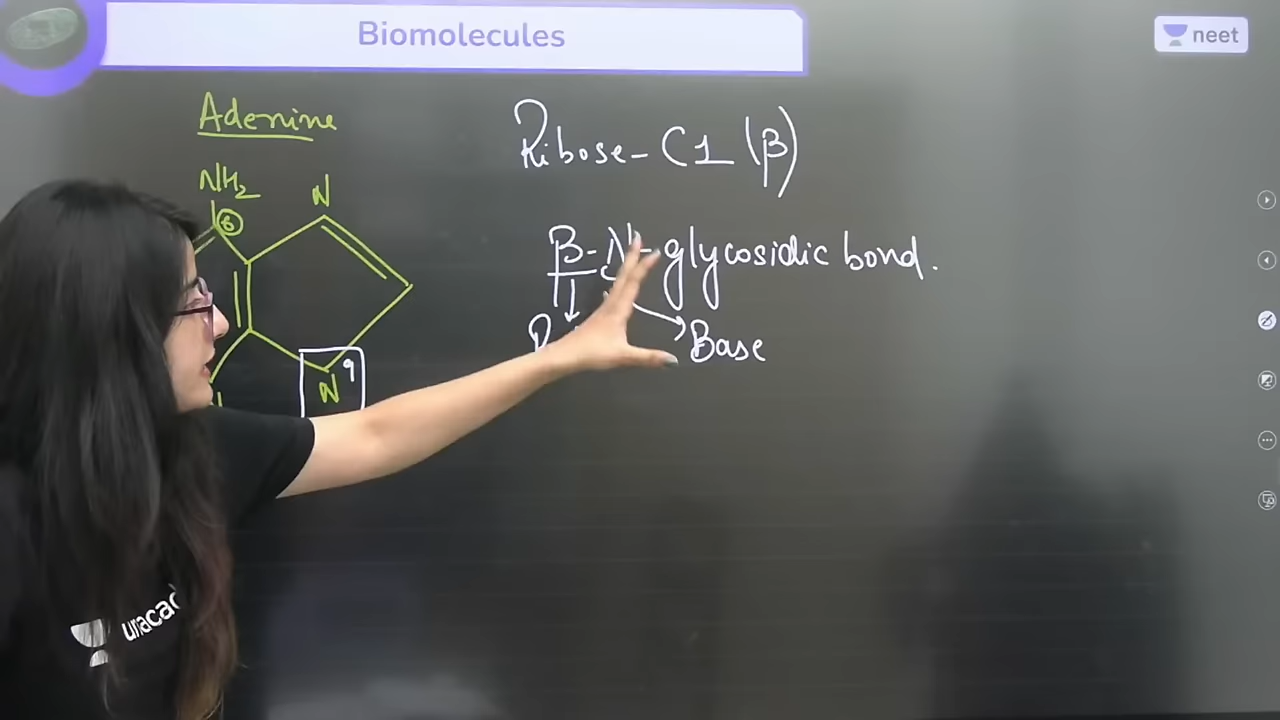 Biomolecules
neet
Adenine
NH2
6
N
9
N
Ribose - C1 (β)
β-N-glycosidic bond.
Base
unacad